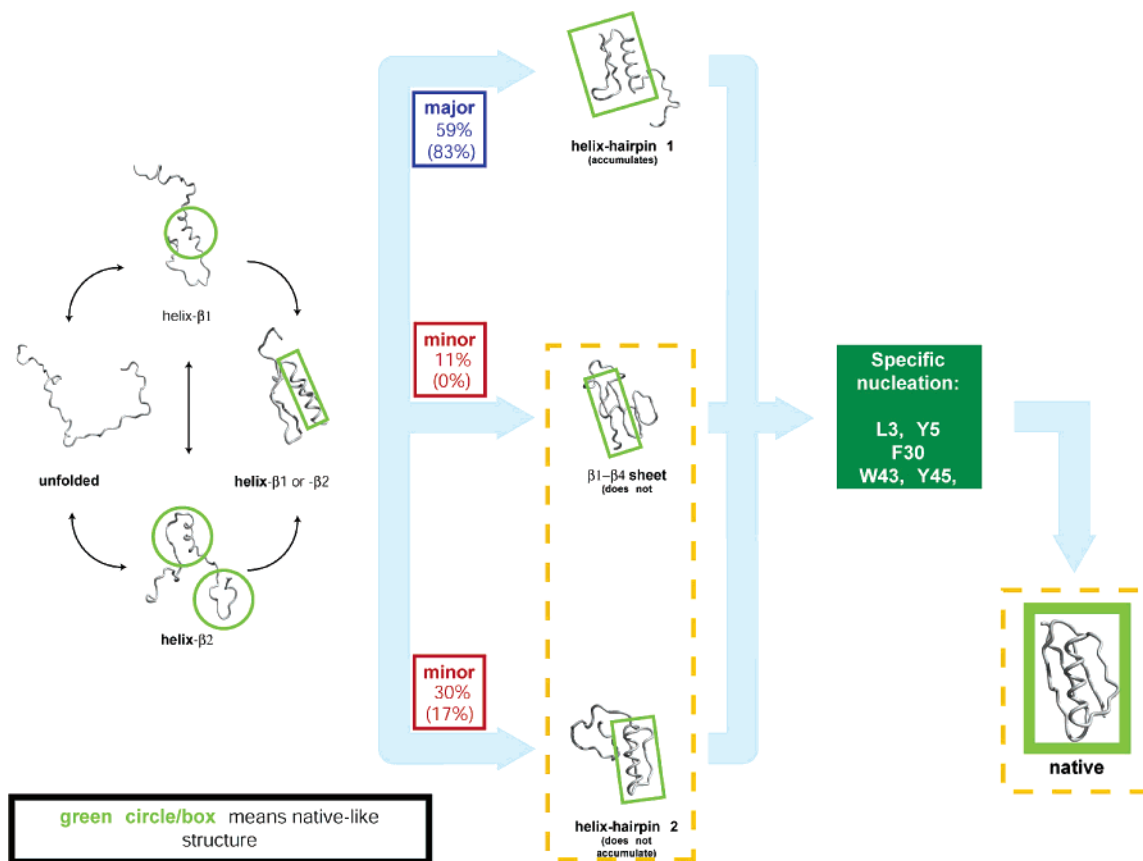 major
59%
(83%)
helix-hairpin 1
(accumulates)
helix-β1
minor
11%
(0%)
unfolded
helix-β1 or -β2
β1–β4 sheet
(does not
Specific
nucleation:
L3, Y5
F30
W43, Y45,
helix-β2
minor
30%
(17%)
helix-hairpin 2
(does not
accumulate)
native
green circle/box means native-like
structure